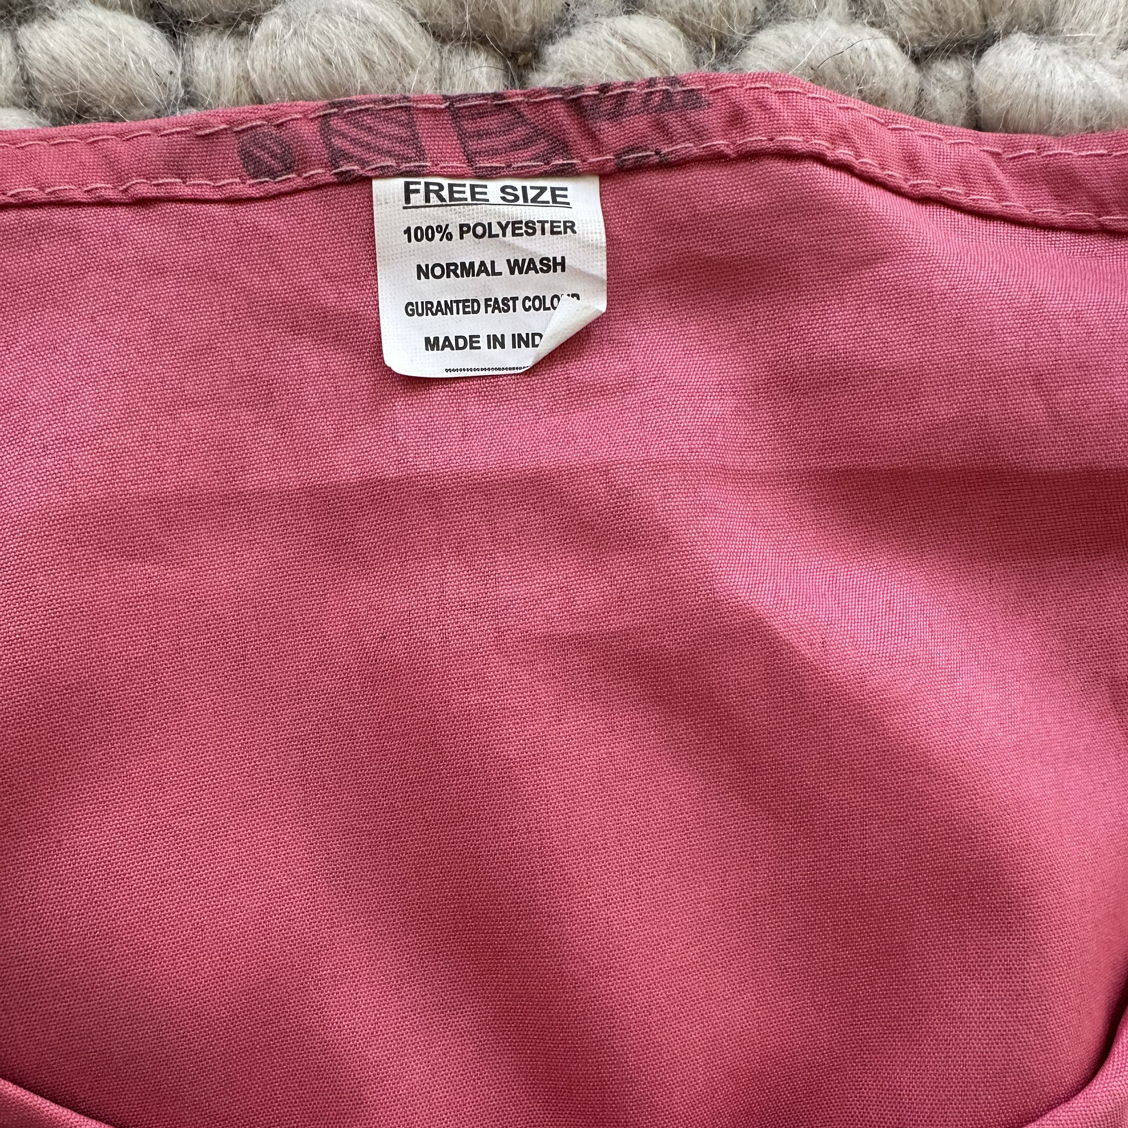 FREE SIZE
100% POLYESTER
NORMAL WASH
GURANTED FAST COLOUR
MADE IN IND